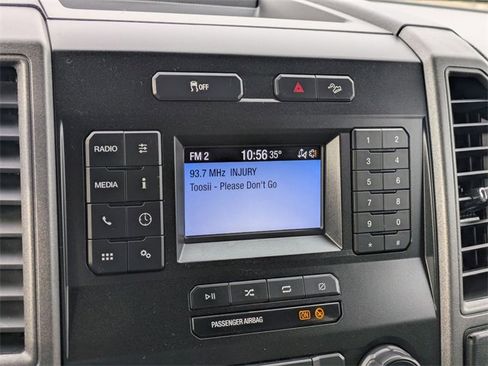 OFF
FM 2 10:56 35°
93.7 MHz INJURY
Toosii - Please Don't Go
RADIO
MEDIA i
1 2
3 4
5 6
7 8
9 0
* #
PASSENGER AIRBAG ON